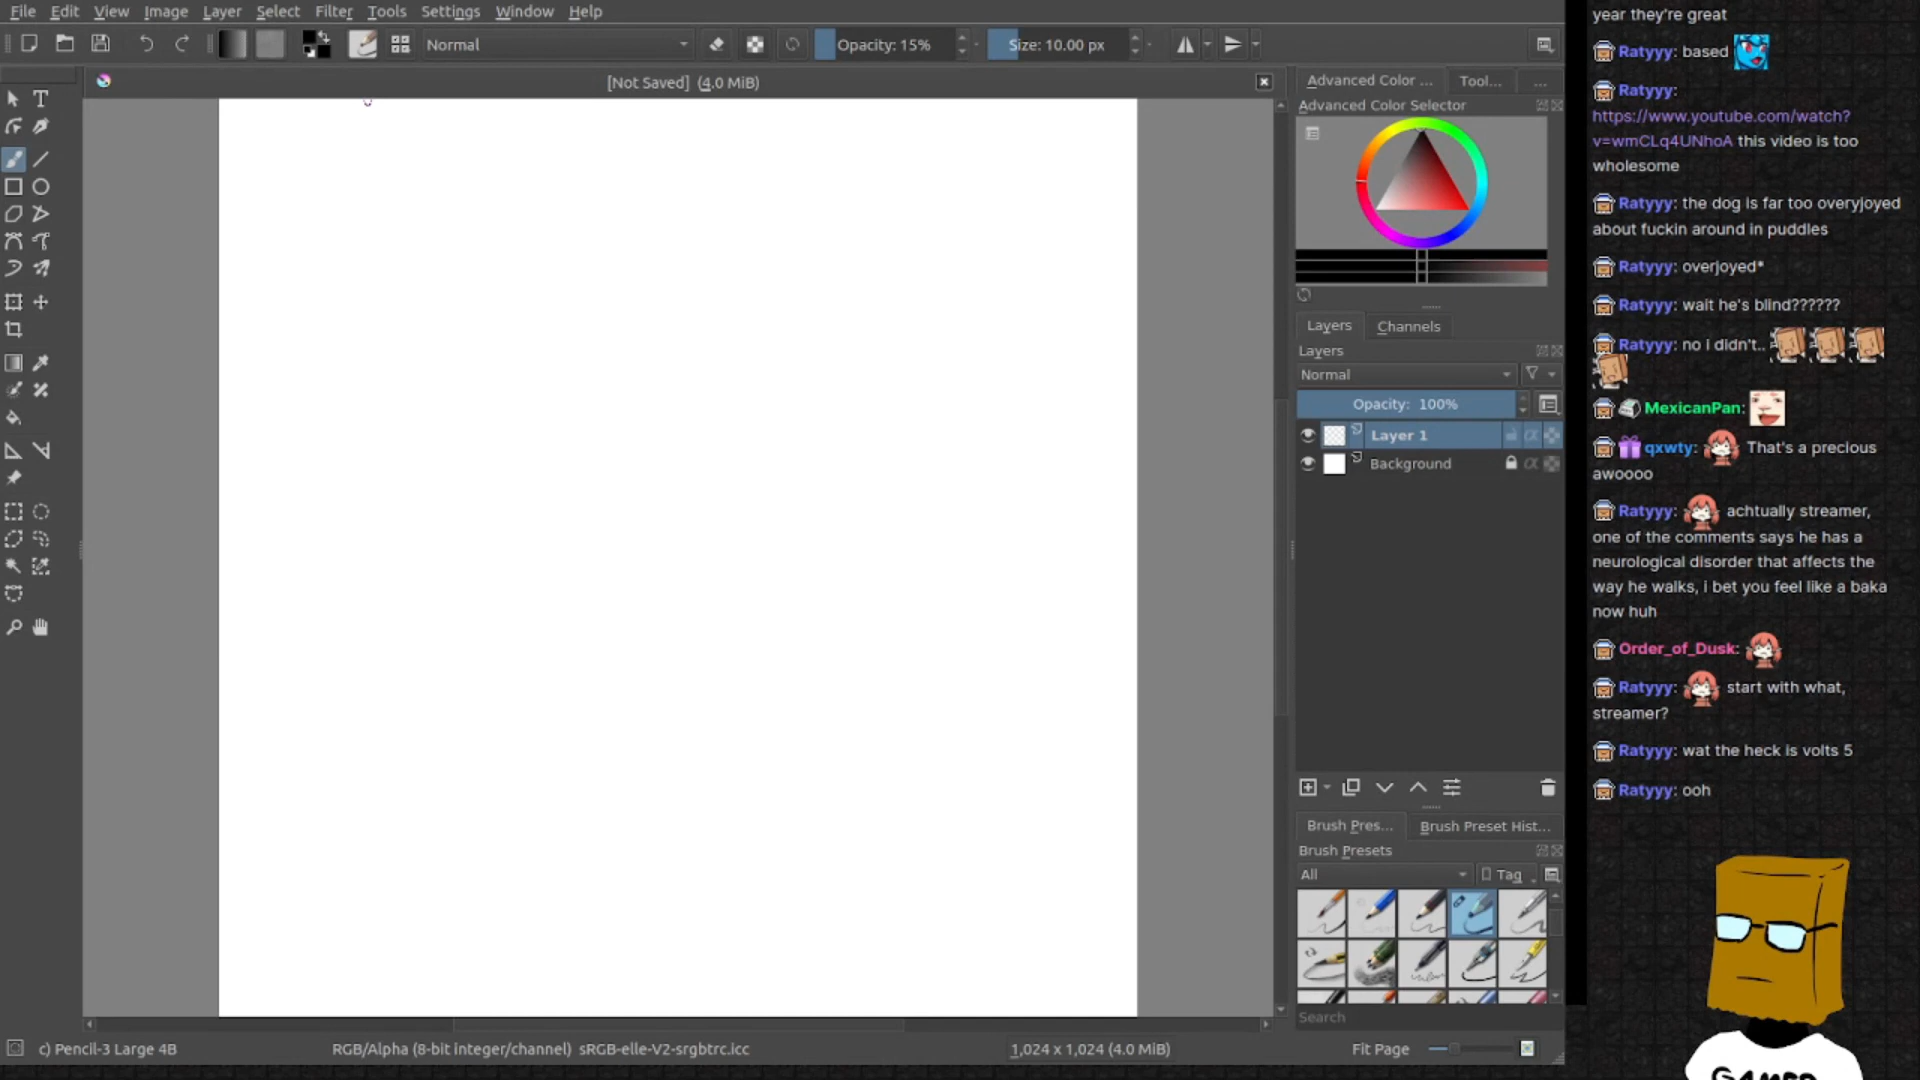 File Edit View Image Layer Select Filter Tools Settings Window Help
Normal
Opacity: 15%
Size: 10.00 px
[Not Saved] (4.0 MiB)
Advanced Color ... Tool... ...
Advanced Color Selector
Layers Channels
Layers
Normal
Opacity: 100%
Layer 1
Background
Brush Pres... Brush Preset Hist...
Brush Presets
All
Tag
Search
c) Pencil-3 Large 4B
RGB/Alpha (8-bit integer/channel) sRGB-elle-V2-srgbtrc.icc
1,024 x 1,024 (4.0 MiB)
Fit Page
year they're great
Ratyyy: based
Ratyyy:
https://www.youtube.com/watch?
v=wmCLq4UNhoA this video is too
wholesome
Ratyyy: the dog is far too overyjoyed
about fuckin around in puddles
Ratyyy: overjoyed*
Ratyyy: wait he's blind??????
Ratyyy: no i didn't..
MexicanPan:
qxwty: That's a precious
awoooo
Ratyyy: achtually streamer,
one of the comments says he has a
neurological disorder that affects the
way he walks, i bet you feel like a baka
now huh
Order_of_Dusk:
Ratyyy: start with what,
streamer?
Ratyyy: wat the heck is volts 5
Ratyyy: ooh
GAMER